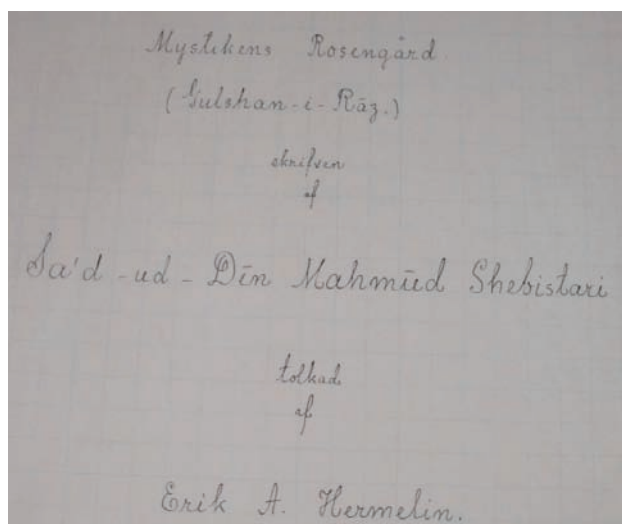 Mystikens Rosengård.
(Gulshan-i-Rāz.)
skrifven
af
Sa'd-ud-Dīn Mahmūd Shebistari
tolkad
af
Erik A. Hermelin.